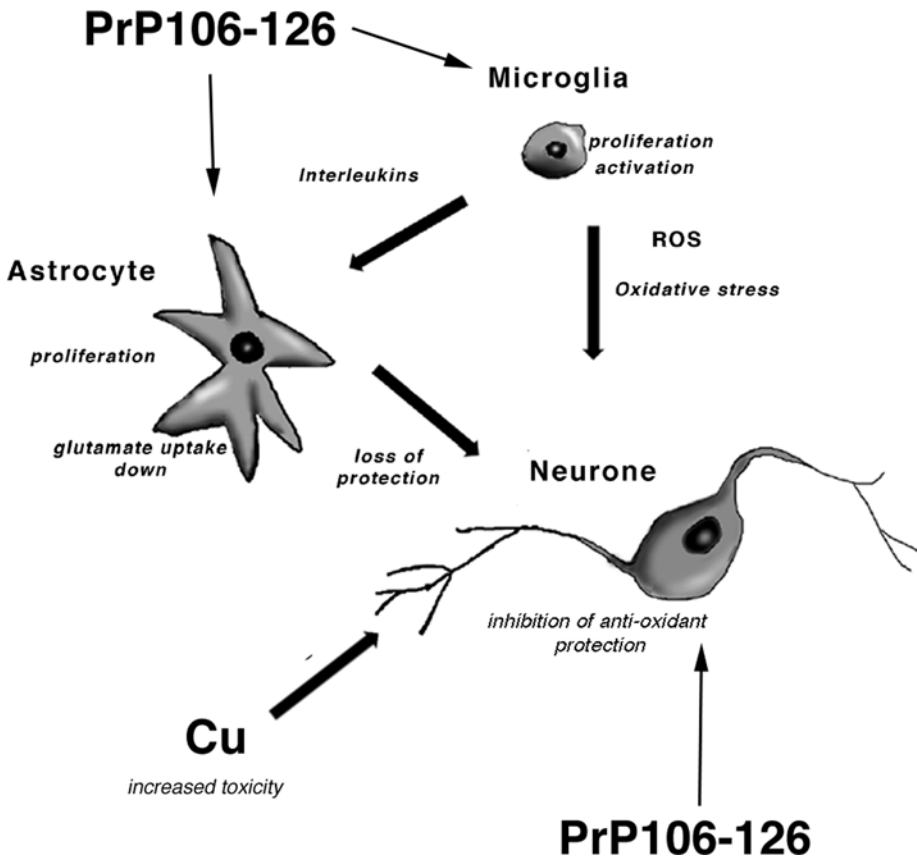 PrP106-126
Microglia
proliferation
activation
Interleukins
ROS
Oxidative stress
Astrocyte
proliferation
glutamate uptake
down
loss of
protection
Neurone
inhibition of anti-oxidant
protection
Cu
increased toxicity
PrP106-126